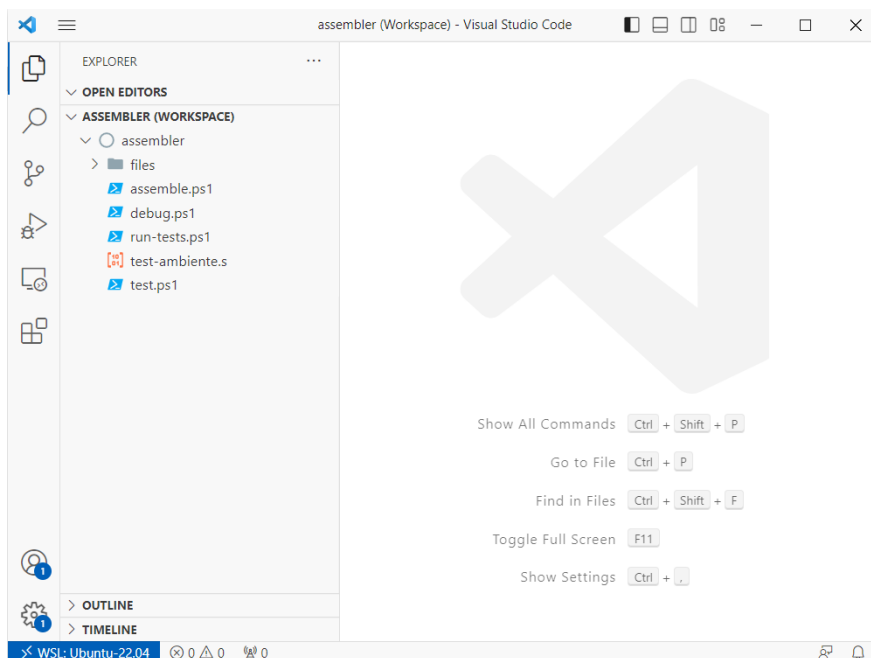 assembler (Workspace) - Visual Studio Code
EXPLORER
OPEN EDITORS
ASSEMBLER (WORKSPACE)
assembler
files
assemble.ps1
debug.ps1
run-tests.ps1
test-ambiente.s
test.ps1
Show All Commands Ctrl + Shift + P
Go to File Ctrl + P
Find in Files Ctrl + Shift + F
Toggle Full Screen F11
Show Settings Ctrl + ,
1
1
OUTLINE
TIMELINE
WSL: Ubuntu-22.04 0 0 0